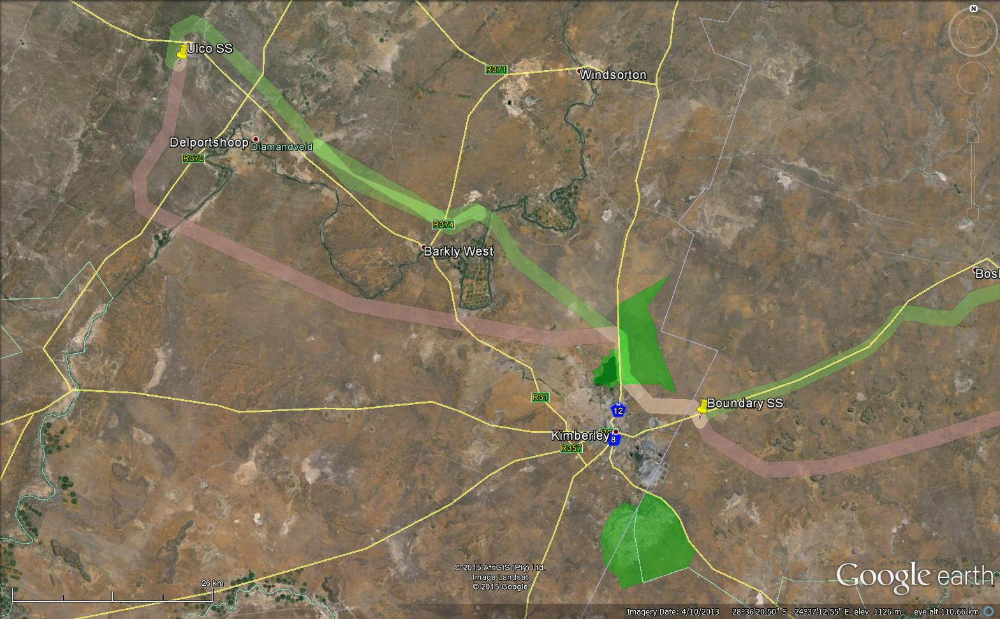 N
Ulco SS
R371
Windsorton
Delportshoop
Diamandveld
R370
R374
Barkly West
R31
12
Boundary SS
Kimberley
8
R357
26 km
© 2015 AfriGIS (Pty) Ltd.
Image Landsat
© 2015 Google
Google earth
Imagery Date: 4/10/2013 28°36'20.50" S 24°37'12.55" E elev 1126 m eye alt 110.66 km